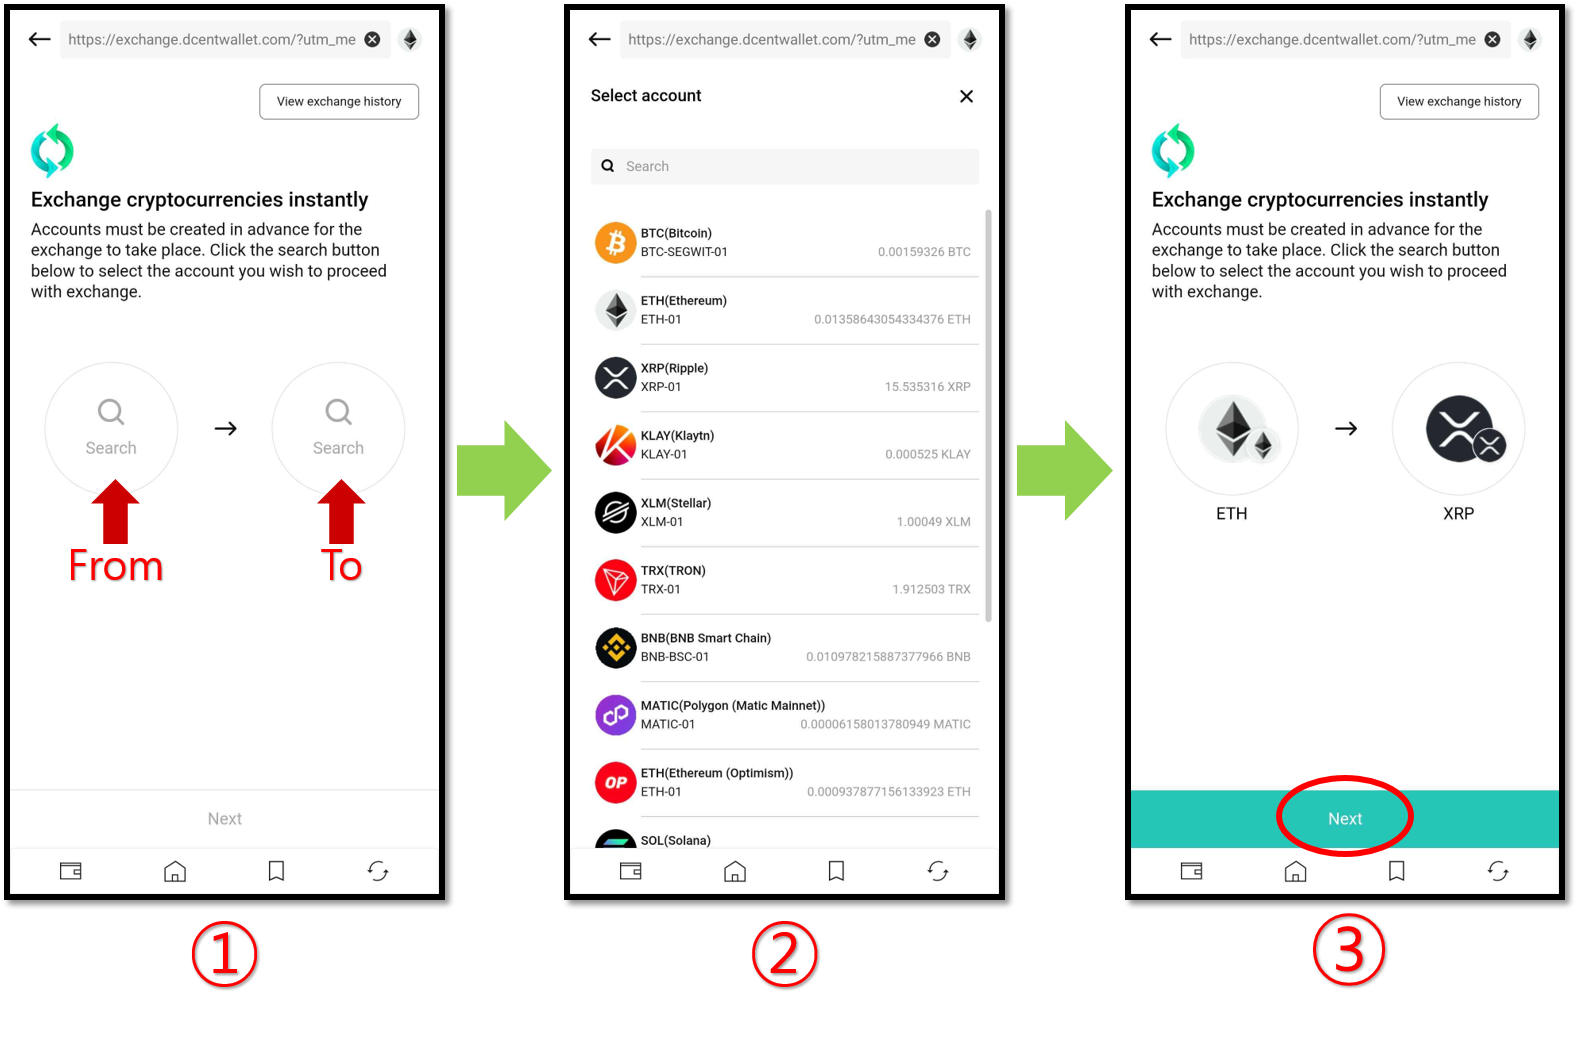 https://exchange.dcentwallet.com/?utm_me
View exchange history
Exchange cryptocurrencies instantly
Accounts must be created in advance for the
exchange to take place. Click the search button
below to select the account you wish to proceed
with exchange.
Search
Search
From
To
Next
①
https://exchange.dcentwallet.com/?utm_me
Select account
Search
BTC(Bitcoin)
BTC-SEGWIT-01 0.00159326 BTC
ETH(Ethereum)
ETH-01 0.01358643054334376 ETH
XRP(Ripple)
XRP-01 15.535316 XRP
KLAY(Klaytn)
KLAY-01 0.000525 KLAY
XLM(Stellar)
XLM-01 1.00049 XLM
TRX(TRON)
TRX-01 1.912503 TRX
BNB(BNB Smart Chain)
BNB-BSC-01 0.010978215887377966 BNB
MATIC(Polygon (Matic Mainnet))
MATIC-01 0.00006158013780949 MATIC
OP
ETH(Ethereum (Optimism))
ETH-01 0.000937877156133923 ETH
SOL(Solana)
②
https://exchange.dcentwallet.com/?utm_me
View exchange history
Exchange cryptocurrencies instantly
Accounts must be created in advance for the
exchange to take place. Click the search button
below to select the account you wish to proceed
with exchange.
ETH
XRP
Next
③